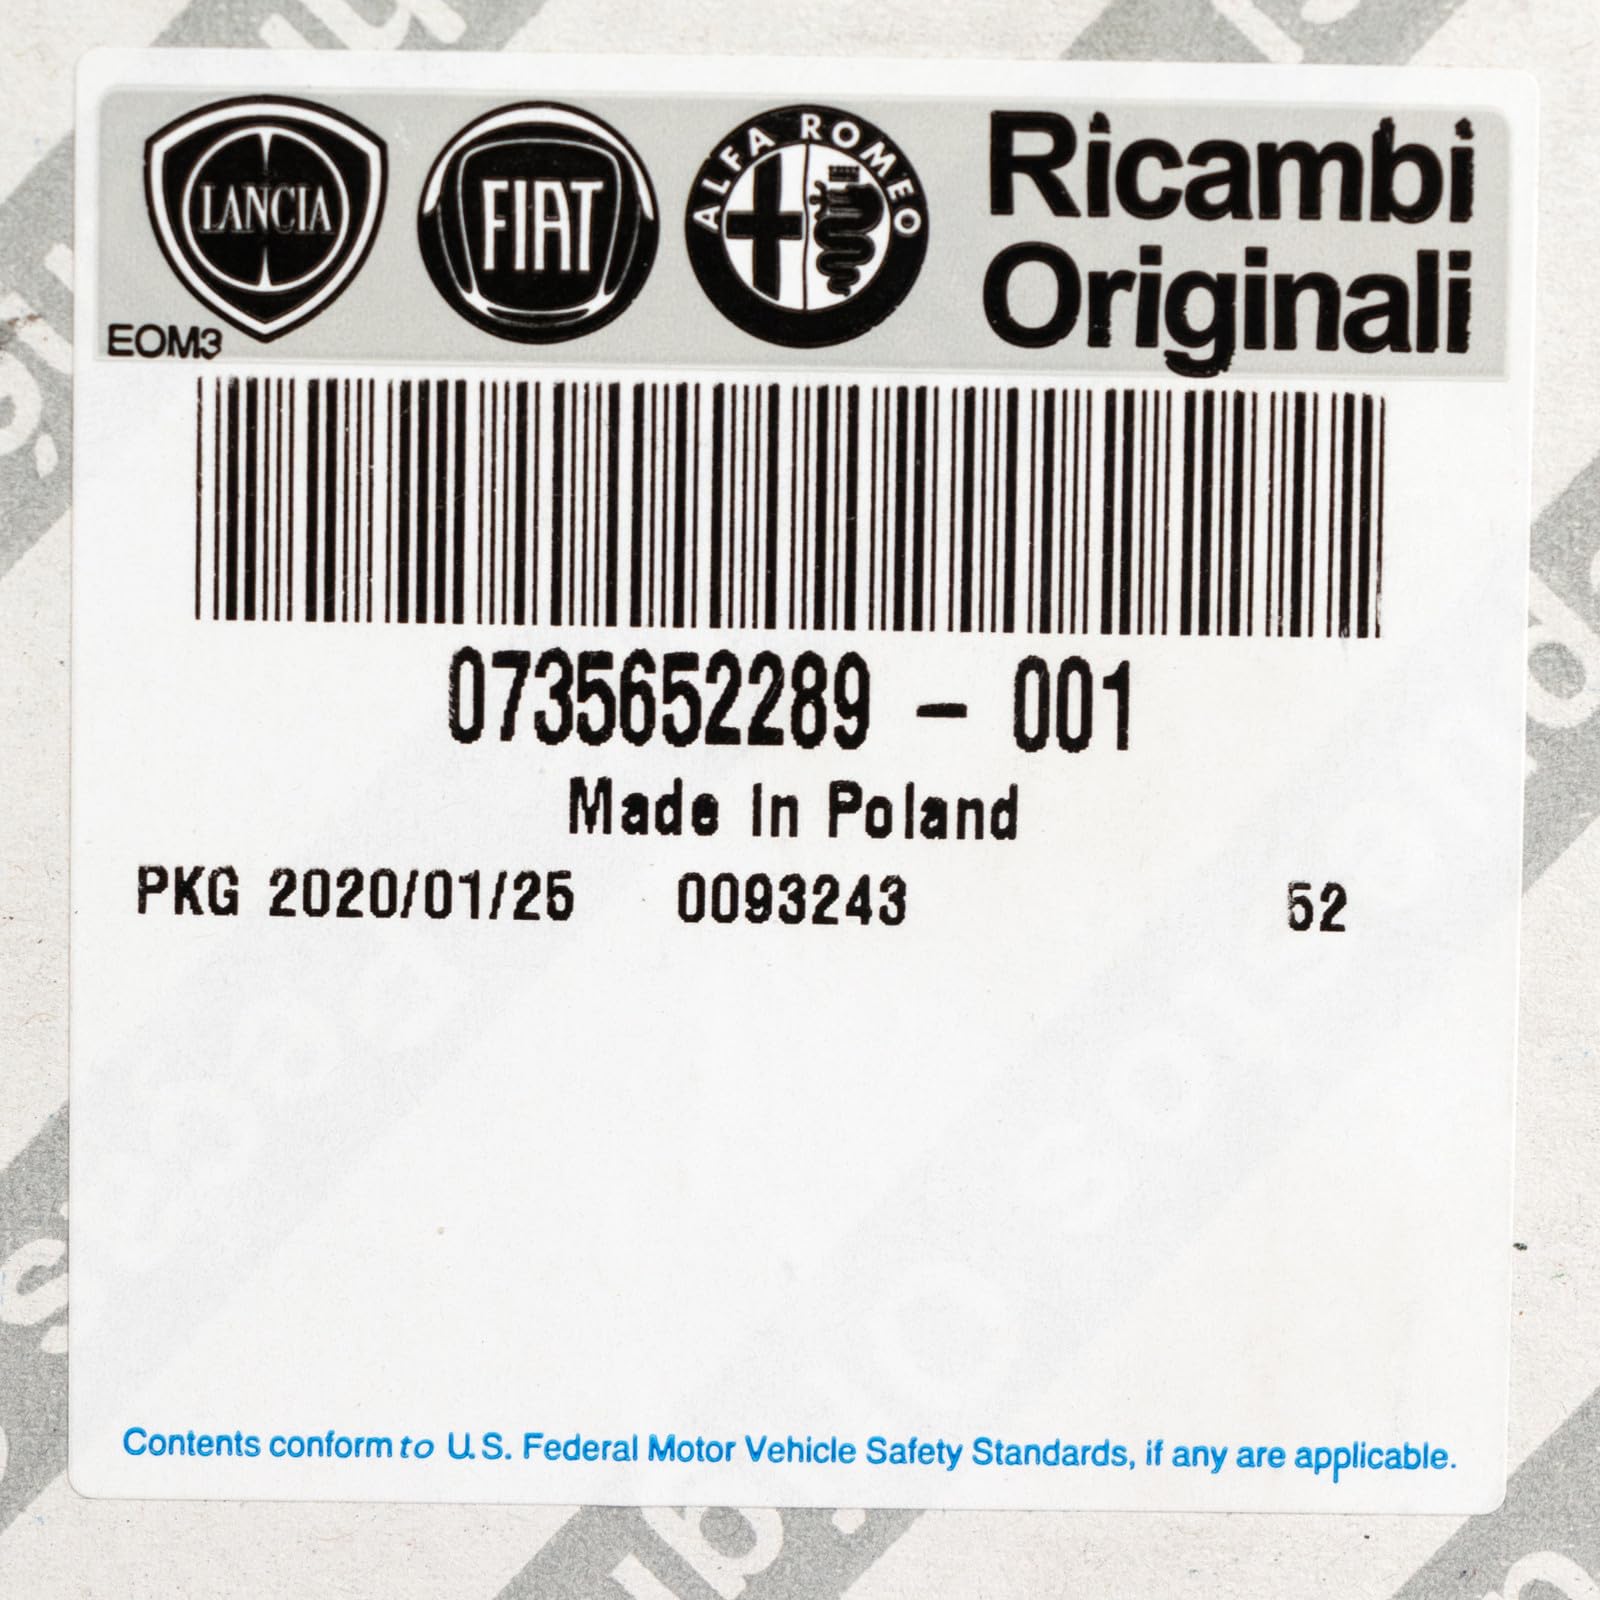 LANCIA
FIAT
ALFA ROMEO
Ricambi
Originali
EOM3
0735652289 - 001
Made In Poland
PKG 2020/01/25 0093243 52
Contents conform to U.S. Federal Motor Vehicle Safety Standards, if any are applicable.